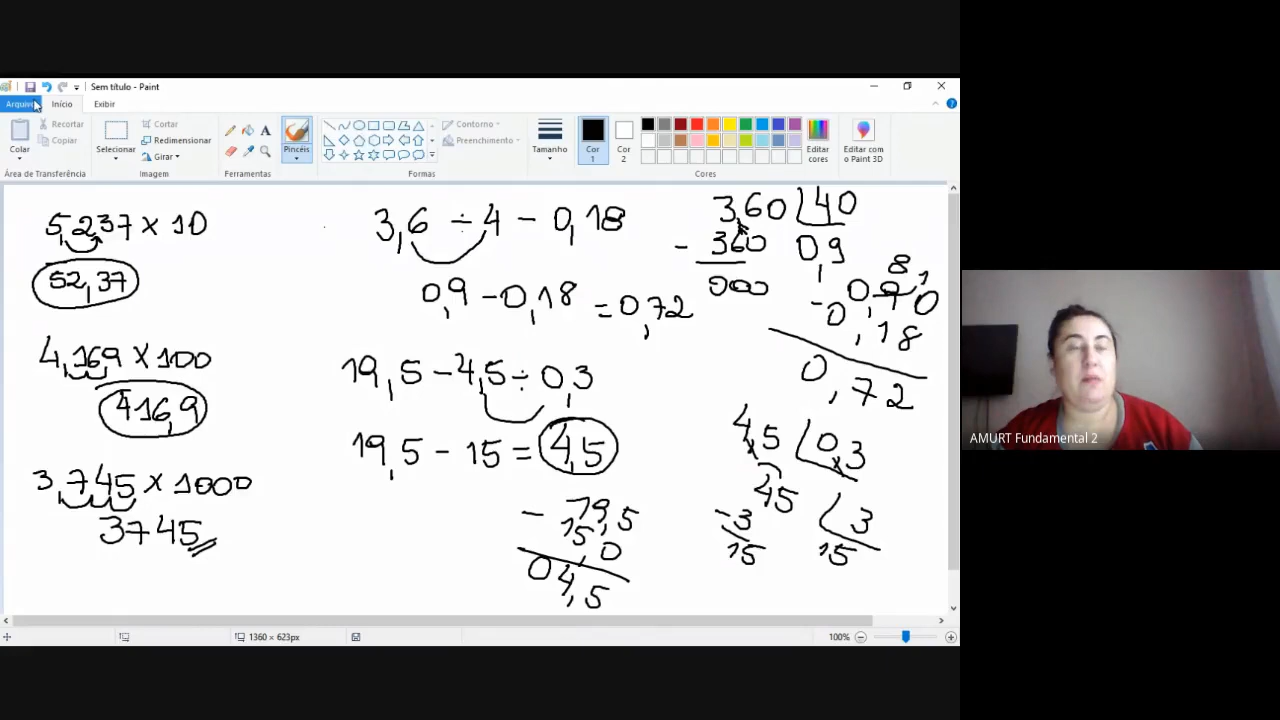 Sem título - Paint
Arquivo Início Exibir
Colar
Recortar
Copiar
Área de Transferência
Selecionar
Cortar
Redimensionar
Girar
Imagem
Ferramentas
Pincéis
Contorno
Preenchimento
Formas
Tamanho
Cor 1
Cor 2
Editar cores
Cores
Editar com o Paint 3D
5,237 x 10
52,37
4,169 x 100
416,9
3,745 x 1000
3745
3,6 ÷ 4 - 0,18
0,9 - 0,18 = 0,72
19,5 - 4,5 ÷ 0,3
19,5 - 15 = 4,5
- 19,5
15,0
04,5
3,60 40
- 360 0,9
000
8 1
- 0,90
0,18
0,72
4,5 0,3
45 3
-3 15
15
AMURT Fundamental 2
1360 × 623px
100%